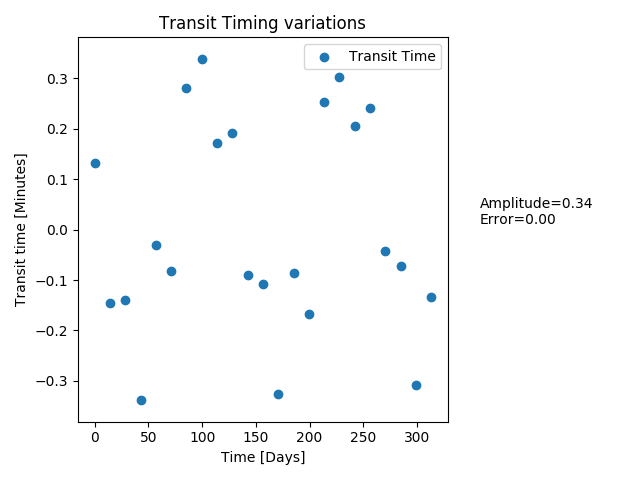 Transit Timing variations
Transit Time
Transit time [Minutes]
0.3
0.2
0.1
0.0
−0.1
−0.2
−0.3
Amplitude=0.34
Error=0.00
0
50
100
150
200
250
300
Time [Days]